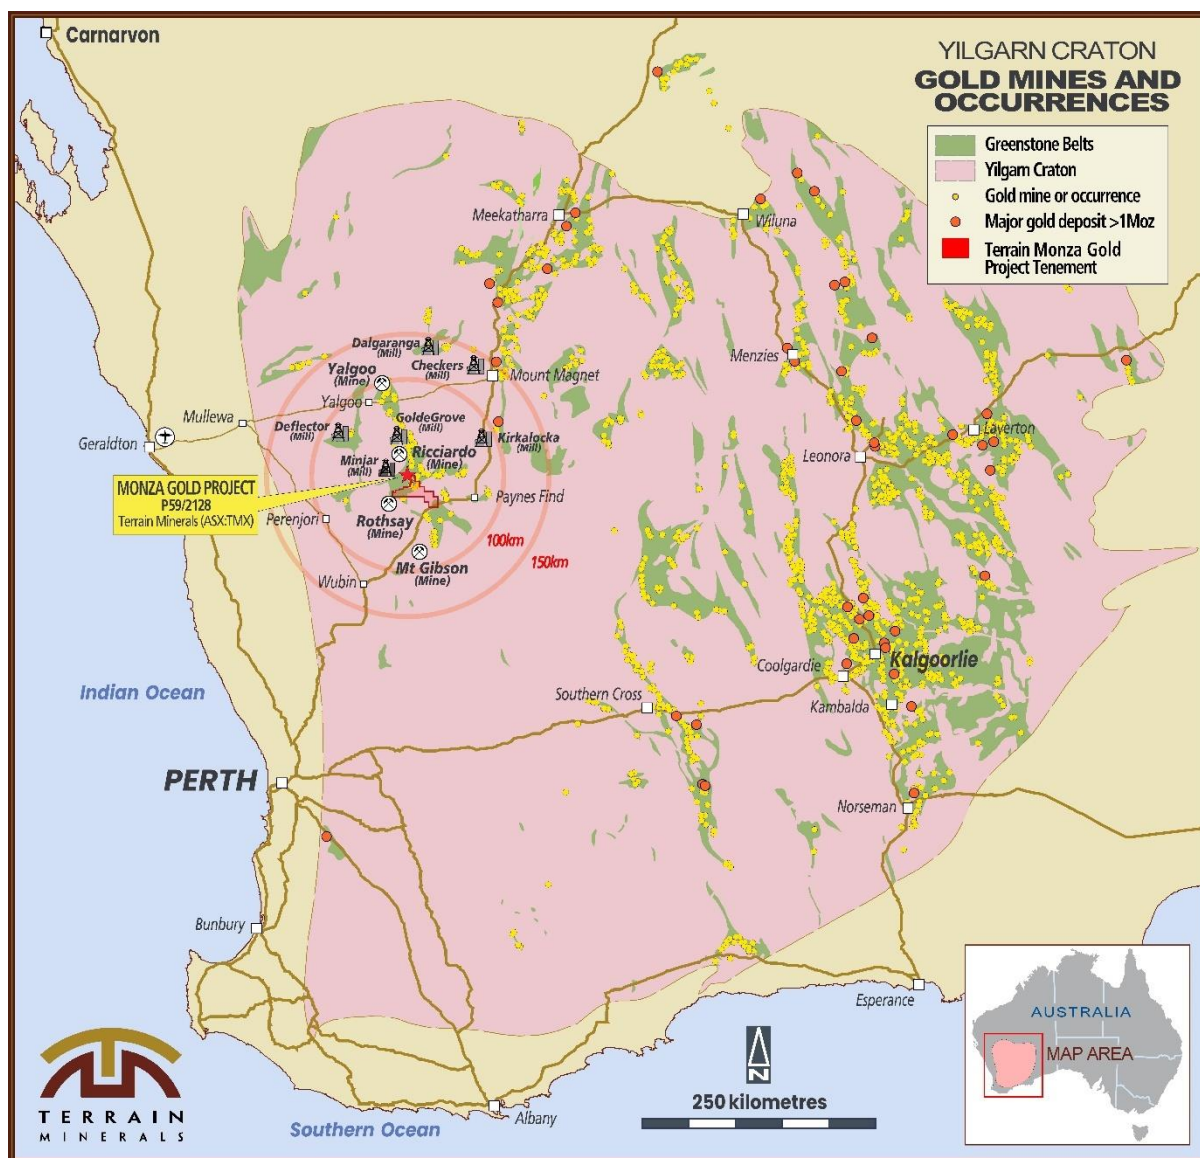 Carnarvon
YILGARN CRATON
GOLD MINES AND
OCCURRENCES
Greenstone Belts
Yilgarn Craton
Gold mine or occurrence
Major gold deposit >1Moz
Terrain Monza Gold
Project Tenement
Meekatharra
Wiluna
Dalgaranga
(Mill)
Checkers
(Mill)
Menzies
Yalgoo
(Mine)
Mount Magnet
Yalgoo
Mullewa
Deflector
(Mill)
GoldeGrove
(Mill)
Kirkalocka
(Mill)
Laverton
Geraldton
Ricciardo
(Mine)
Leonora
Minjar
(Mill)
MONZA GOLD PROJECT
P59/2128
Terrain Minerals (ASX:TMX)
Paynes Find
Perenjori
Rothsay
(Mine)
100km
150km
Mt Gibson
(Mine)
Wubin
Kalgoorlie
Coolgardie
Indian Ocean
Southern Cross
Kambalda
PERTH
Norseman
Bunbury
Esperance
AUSTRALIA
MAP AREA
N
250 kilometres
TERRAIN
MINERALS
Albany
Southern Ocean